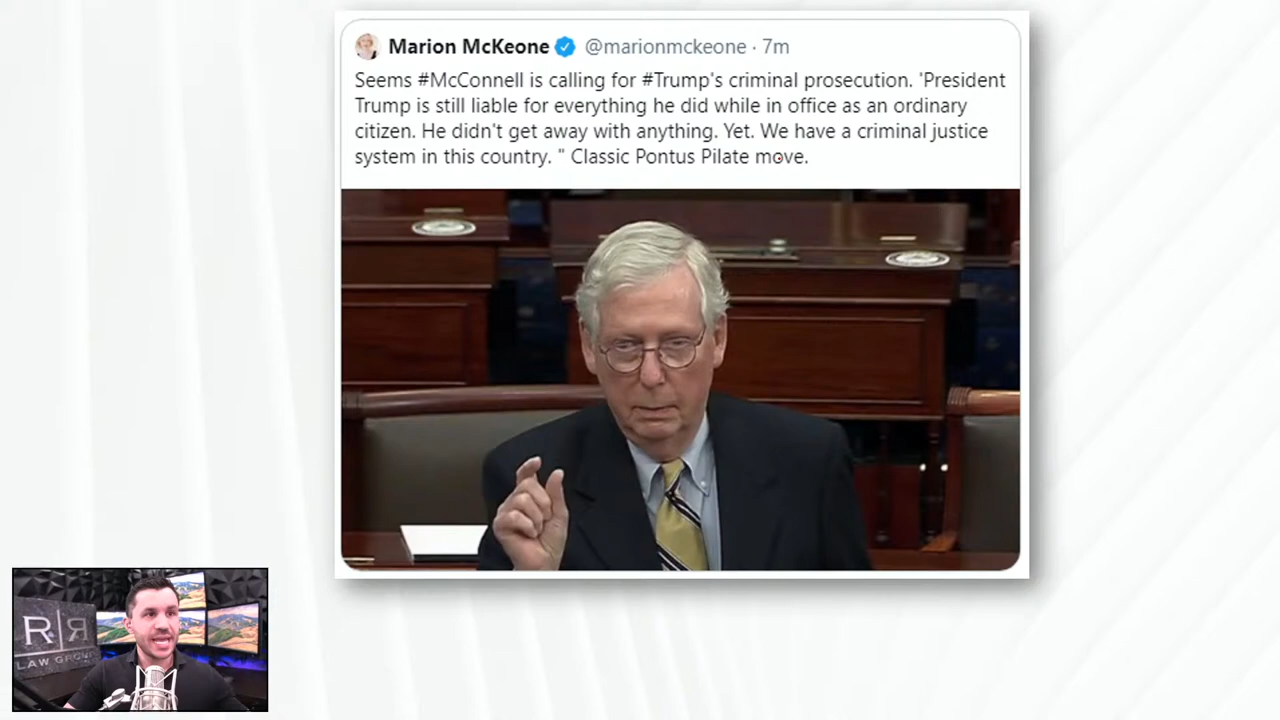 Marion McKeone @marionmckeone · 7m
Seems #McConnell is calling for #Trump's criminal prosecution. 'President
Trump is still liable for everything he did while in office as an ordinary
citizen. He didn't get away with anything. Yet. We have a criminal justice
system in this country. " Classic Pontus Pilate move.
R|R
LAW GROUP